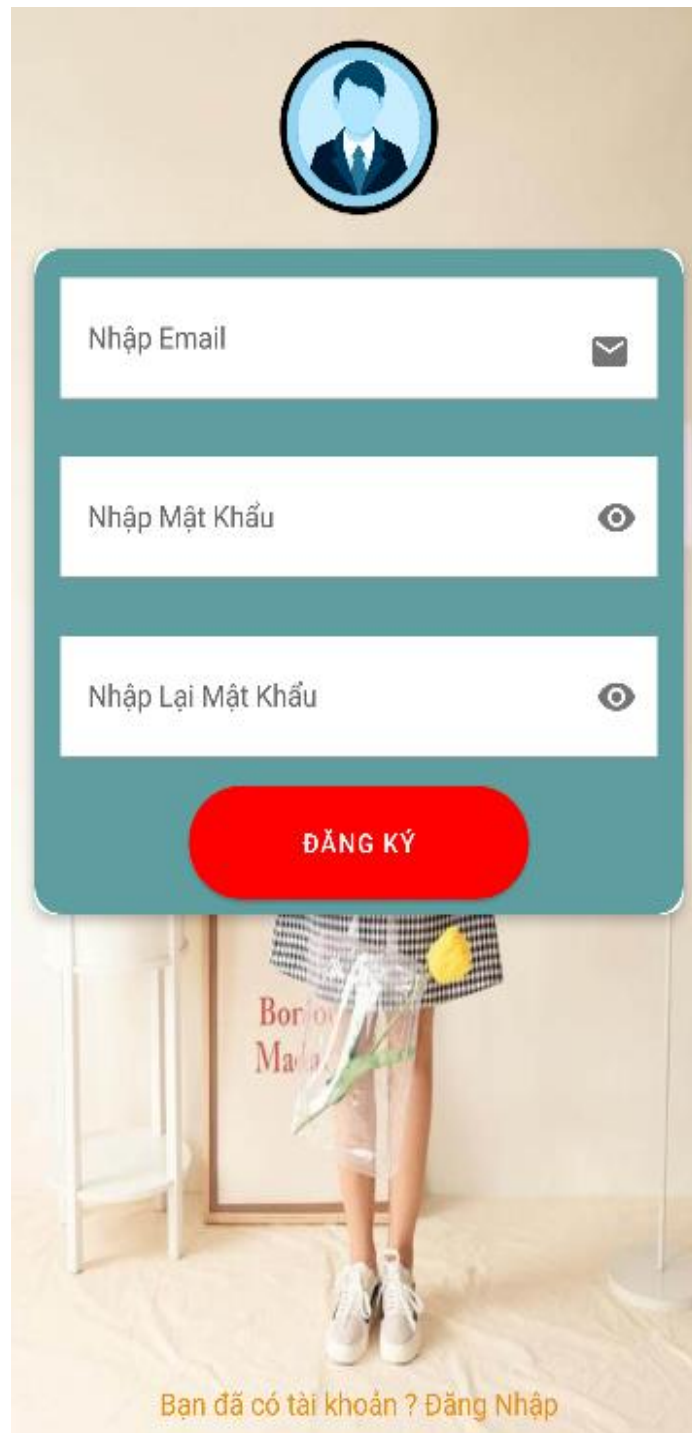 Nhập Email
Nhập Mật Khẩu
Nhập Lại Mật Khẩu
ĐĂNG KÝ
Bạn đã có tài khoản ? Đăng Nhập